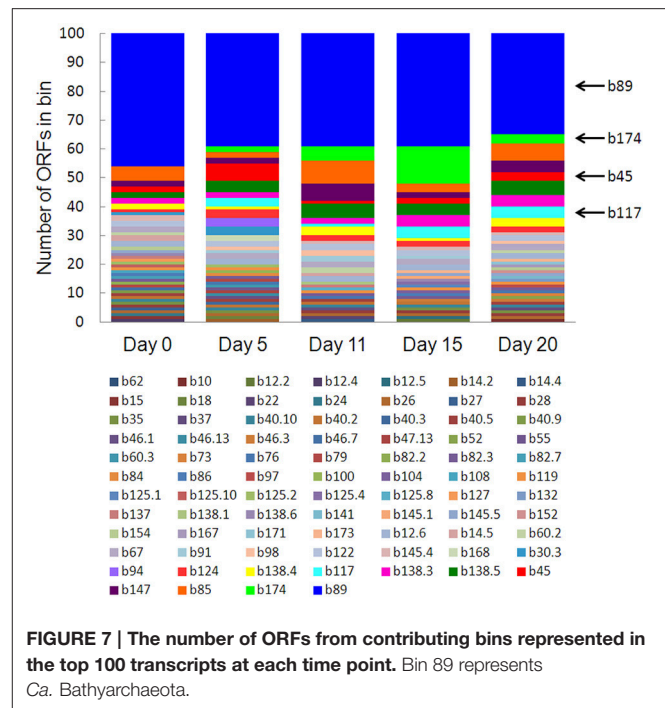 100
90
80
70
60
50
40
30
20
10
0
Number of ORFs in bin
b89
b174
b45
b117
Day 0 Day 5 Day 11 Day 15 Day 20
b62 b10 b12.2 b12.4 b12.5 b14.2 b14.4
b15 b18 b22 b24 b26 b27 b28
b35 b37 b40.10 b40.2 b40.3 b40.5 b40.9
b46.1 b46.13 b46.3 b46.7 b47.13 b52 b55
b60.3 b73 b76 b79 b82.2 b82.3 b82.7
b84 b86 b97 b100 b104 b108 b119
b125.1 b125.10 b125.2 b125.4 b125.8 b127 b132
b137 b138.1 b138.6 b141 b145.1 b145.5 b152
b154 b167 b171 b173 b12.6 b14.5 b60.2
b67 b91 b98 b122 b145.4 b168 b30.3
b94 b124 b138.4 b117 b138.3 b138.5 b45
b147 b85 b174 b89
FIGURE 7 | The number of ORFs from contributing bins represented in
the top 100 transcripts at each time point. Bin 89 represents
Ca. Bathyarchaeota.